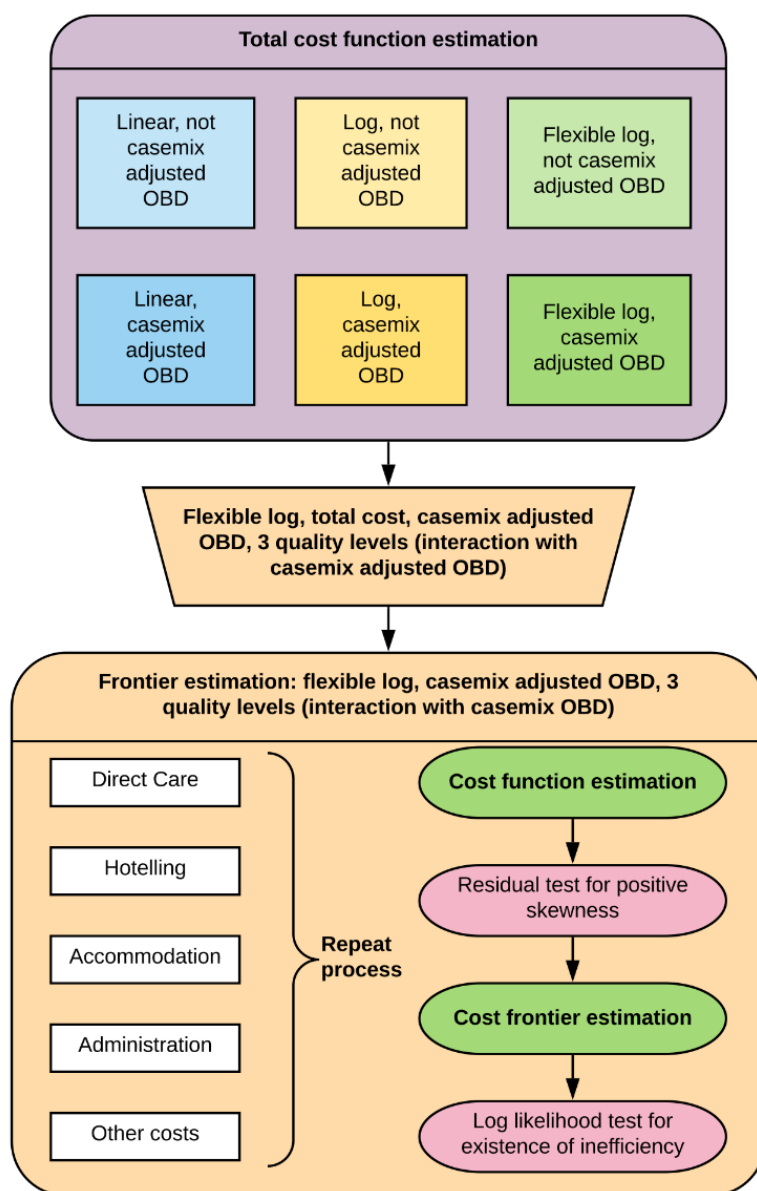 Total cost function estimation
Linear, not
casemix
adjusted
OBD
Log, not
casemix
adjusted
OBD
Flexible log,
not casemix
adjusted OBD
Linear,
casemix
adjusted
OBD
Log,
casemix
adjusted
OBD
Flexible log,
casemix
adjusted OBD
Flexible log, total cost, casemix adjusted
OBD, 3 quality levels (interaction with
casemix adjusted OBD)
Frontier estimation: flexible log, casemix adjusted OBD, 3
quality levels (interaction with casemix OBD)
Direct Care
Hotelling
Accommodation
Administration
Other costs
Repeat
process
Cost function estimation
Residual test for positive
skewness
Cost frontier estimation
Log likelihood test for
existence of inefficiency